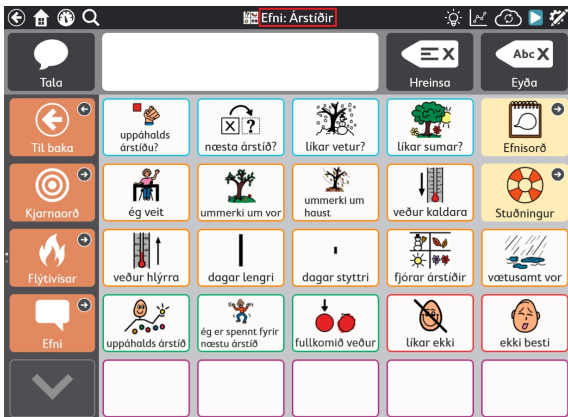 Efni: Árstíðir
Tala
Hreinsa
Abc X
Eyða
Til baka
uppáhalds
árstíðu?
X ?
næsta árstíð?
líkar vetur?
líkar sumar?
Efnisorð
Kjarnaorð
ég veit
ummerki um vor
ummerki um
haust
veður kaldara
Stuðningur
Flýtivísar
veður hlýrra
dagar lengri
dagar styttri
fjórar árstíðir
vætusamt vor
Efni
uppáhalds árstíð
ég er spennt fyrir
næstu árstíð
fullkomið veður
líkar ekki
ekki besti